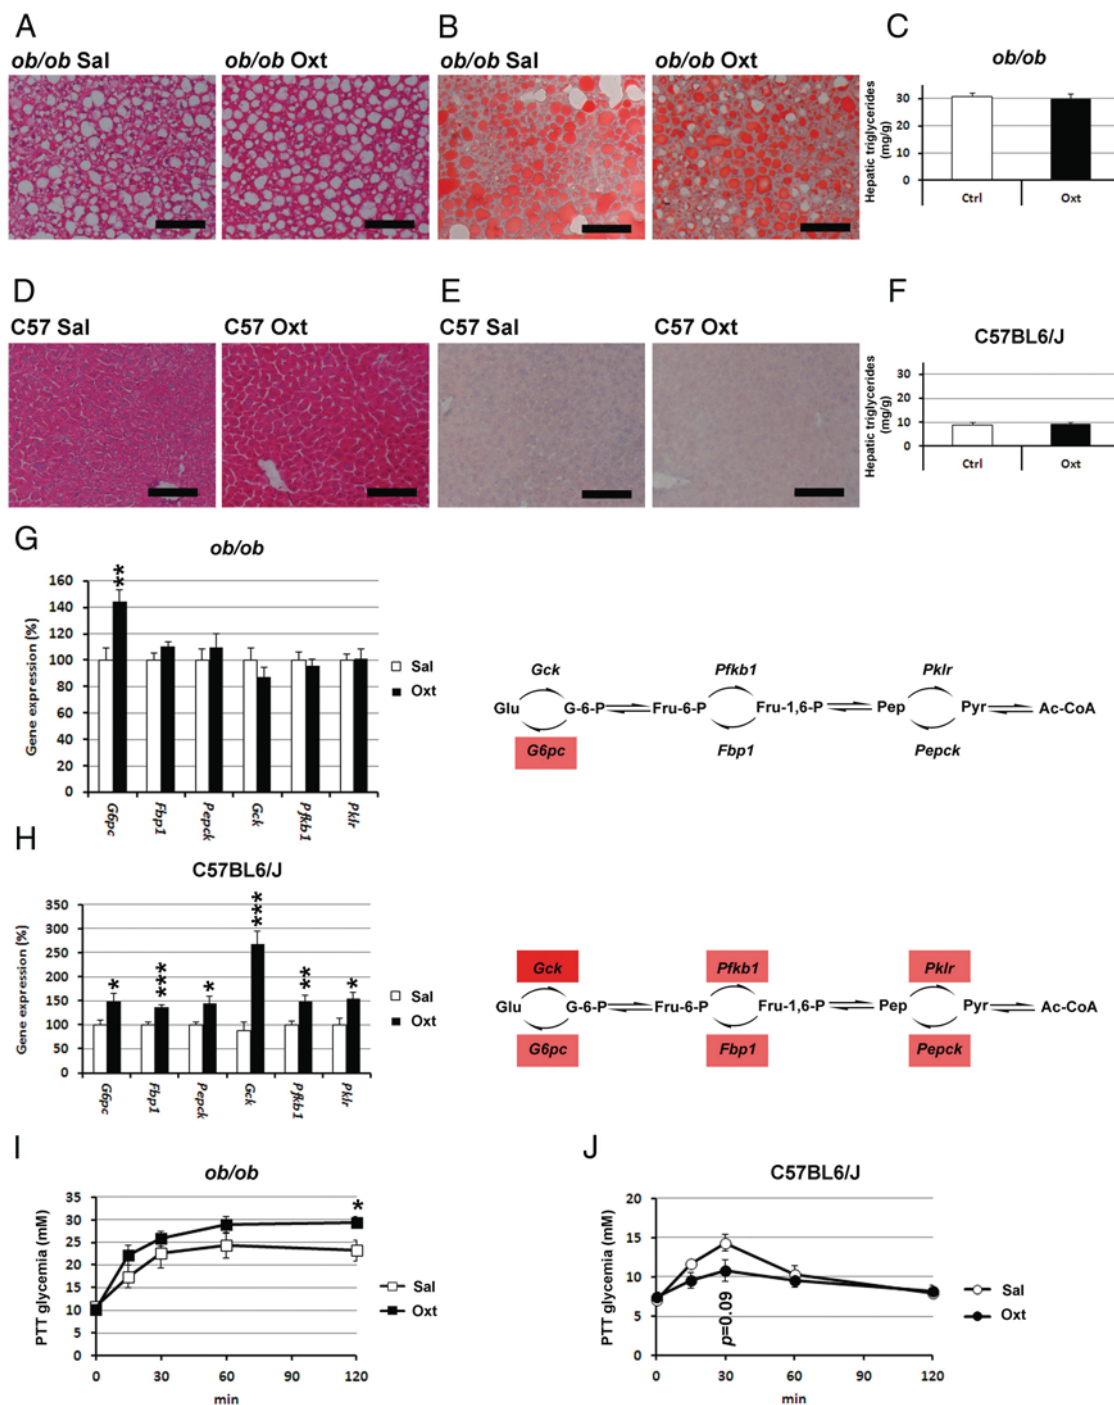 A
B
C
ob/ob Sal
ob/ob Oxt
ob/ob Sal
ob/ob Oxt
ob/ob
Hepatic triglycerides
(mg/g)
30
20
10
0
Ctrl
Oxt
D
E
F
C57 Sal
C57 Oxt
C57 Sal
C57 Oxt
C57BL6/J
Hepatic triglycerides
(mg/g)
30
20
10
0
Ctrl
Oxt
G
ob/ob
Gene expression (%)
160
140
120
100
80
60
40
20
0
**
G6pc
Fbp1
Pepck
Gck
Pfkb1
Pklr
Sal
Oxt
Gck
Pfkb1
Pklr
Glu
G-6-P
Fru-6-P
Fru-1,6-P
Pep
Pyr
Ac-CoA
G6pc
Fbp1
Pepck
H
C57BL6/J
Gene expression (%)
350
300
250
200
150
100
50
0
*
***
*
***
**
*
G6pc
Fbp1
Pepck
Gck
Pfkb1
Pklr
Sal
Oxt
Gck
Pfkb1
Pklr
Glu
G-6-P
Fru-6-P
Fru-1,6-P
Pep
Pyr
Ac-CoA
G6pc
Fbp1
Pepck
I
ob/ob
PTT glycemia (mM)
35
30
25
20
15
10
5
0
*
0
30
60
90
120
min
Sal
Oxt
J
C57BL6/J
PTT glycemia (mM)
20
15
10
5
0
p=0.09
0
30
60
90
120
min
Sal
Oxt